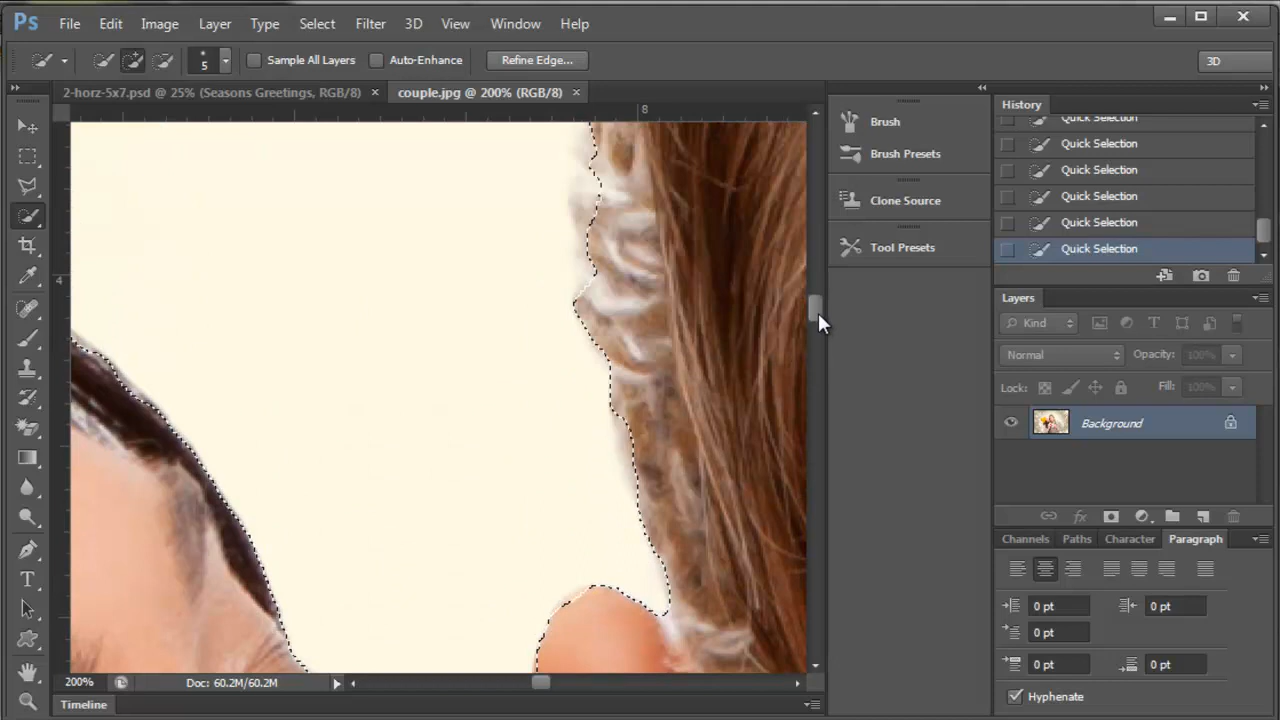 Ps File Edit Image Layer Type Select Filter 3D View Window Help
5 Sample All Layers Auto-Enhance Refine Edge... 3D
2-horz-5x7.psd @ 25% (Seasons Greetings, RGB/8) × couple.jpg @ 200% (RGB/8) ×
8
4
Brush
Brush Presets
Clone Source
Tool Presets
History
Quick Selection
Quick Selection
Quick Selection
Quick Selection
Quick Selection
Quick Selection
Layers
Kind
Normal Opacity: 100%
Lock: Fill: 100%
Background
fx
Channels Paths Character Paragraph
0 pt 0 pt
0 pt
0 pt 0 pt
Hyphenate
200% Doc: 60.2M/60.2M
Timeline